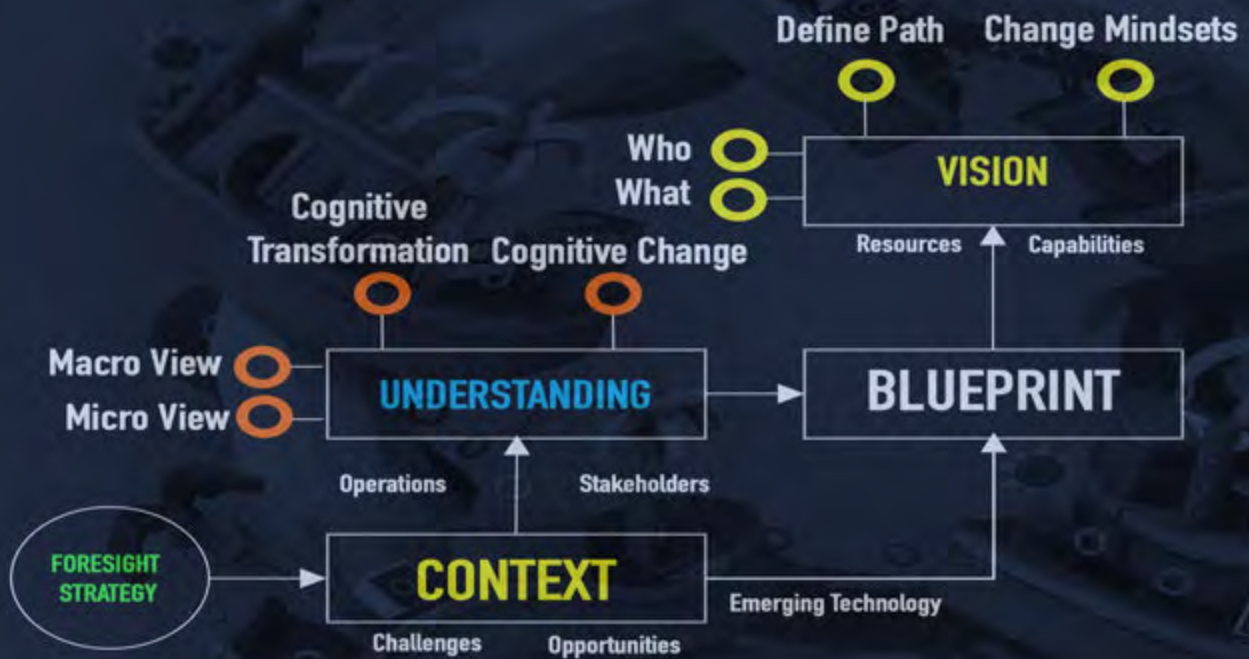 Define Path
Change Mindsets
Who
What
VISION
Resources
Capabilities
Cognitive
Transformation
Cognitive Change
Macro View
Micro View
UNDERSTANDING
BLUEPRINT
Operations
Stakeholders
FORESIGHT
STRATEGY
CONTEXT
Emerging Technology
Challenges
Opportunities